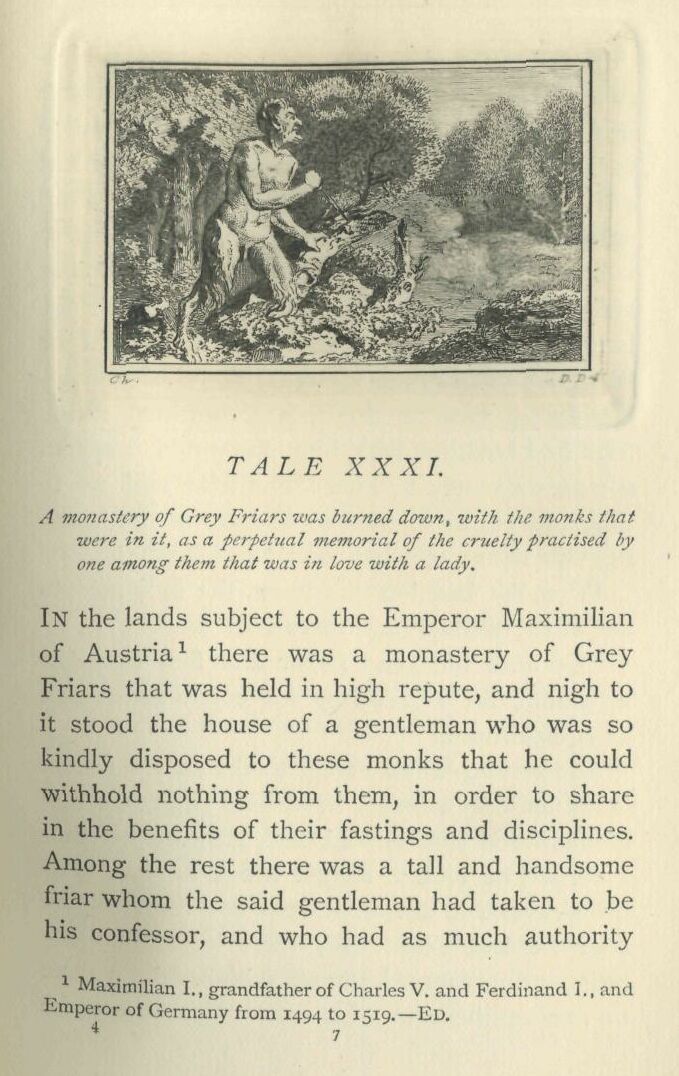 Ch.
TALE XXXI.
A monastery of Grey Friars was burned down, with the monks that
were in it, as a perpetual memorial of the cruelty practised by
one among them that was in love with a lady.
IN the lands subject to the Emperor Maximilian
of Austria¹ there was a monastery of Grey
Friars that was held in high repute, and nigh to
it stood the house of a gentleman who was so
kindly disposed to these monks that he could
withhold nothing from them, in order to share
in the benefits of their fastings and disciplines.
Among the rest there was a tall and handsome
friar whom the said gentleman had taken to be
his confessor, and who had as much authority
¹ Maximilian I., grandfather of Charles V. and Ferdinand I., and
Emperor of Germany from 1494 to 1519.—ED.
4
7